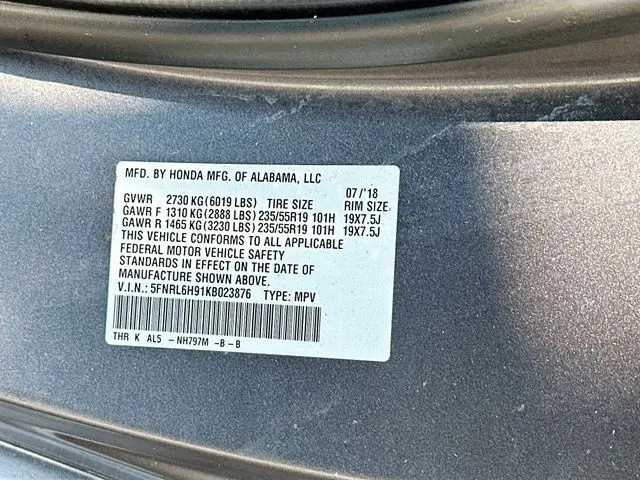 MFD. BY HONDA MFG. OF ALABAMA, LLC 07/'18
GVWR 2730 KG(6019 LBS) TIRE SIZE RIM SIZE
GAWR F 1310 KG(2888 LBS) 235/55R19 101H 19X7.5J
GAWR R 1465 KG(3230 LBS) 235/55R19 101H 19X7.5J
THIS VEHICLE CONFORMS TO ALL APPLICABLE
FEDERAL MOTOR VEHICLE SAFETY
STANDARDS IN EFFECT ON THE DATE OF
MANUFACTURE SHOWN ABOVE.
V.I.N.: 5FNRL6H91KB023876 TYPE: MPV
THR K AL5 -NH797M -B-B